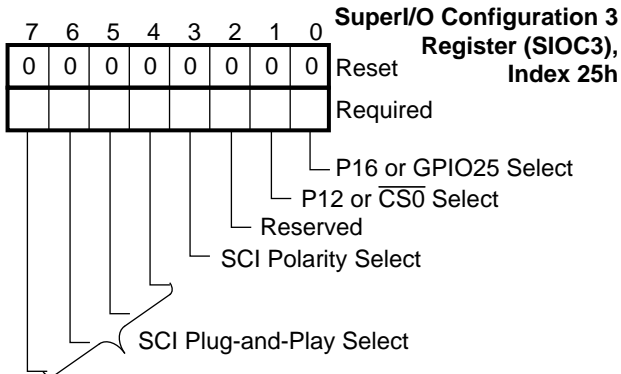 SuperI/O Configuration 3
Register (SIOC3),
Index 25h
7 6 5 4 3 2 1 0
0 0 0 0 0 0 0 0 Reset
Required
P16 or GPIO25 Select
P12 or C̅S̅0̅ Select
Reserved
SCI Polarity Select
SCI Plug-and-Play Select